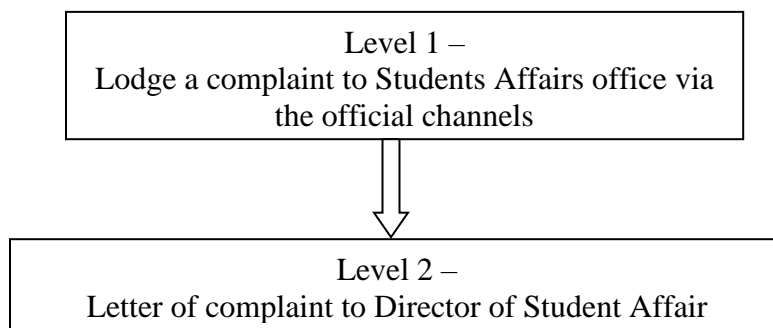 Level 1 –
Lodge a complaint to Students Affairs office via
the official channels
Level 2 –
Letter of complaint to Director of Student Affair